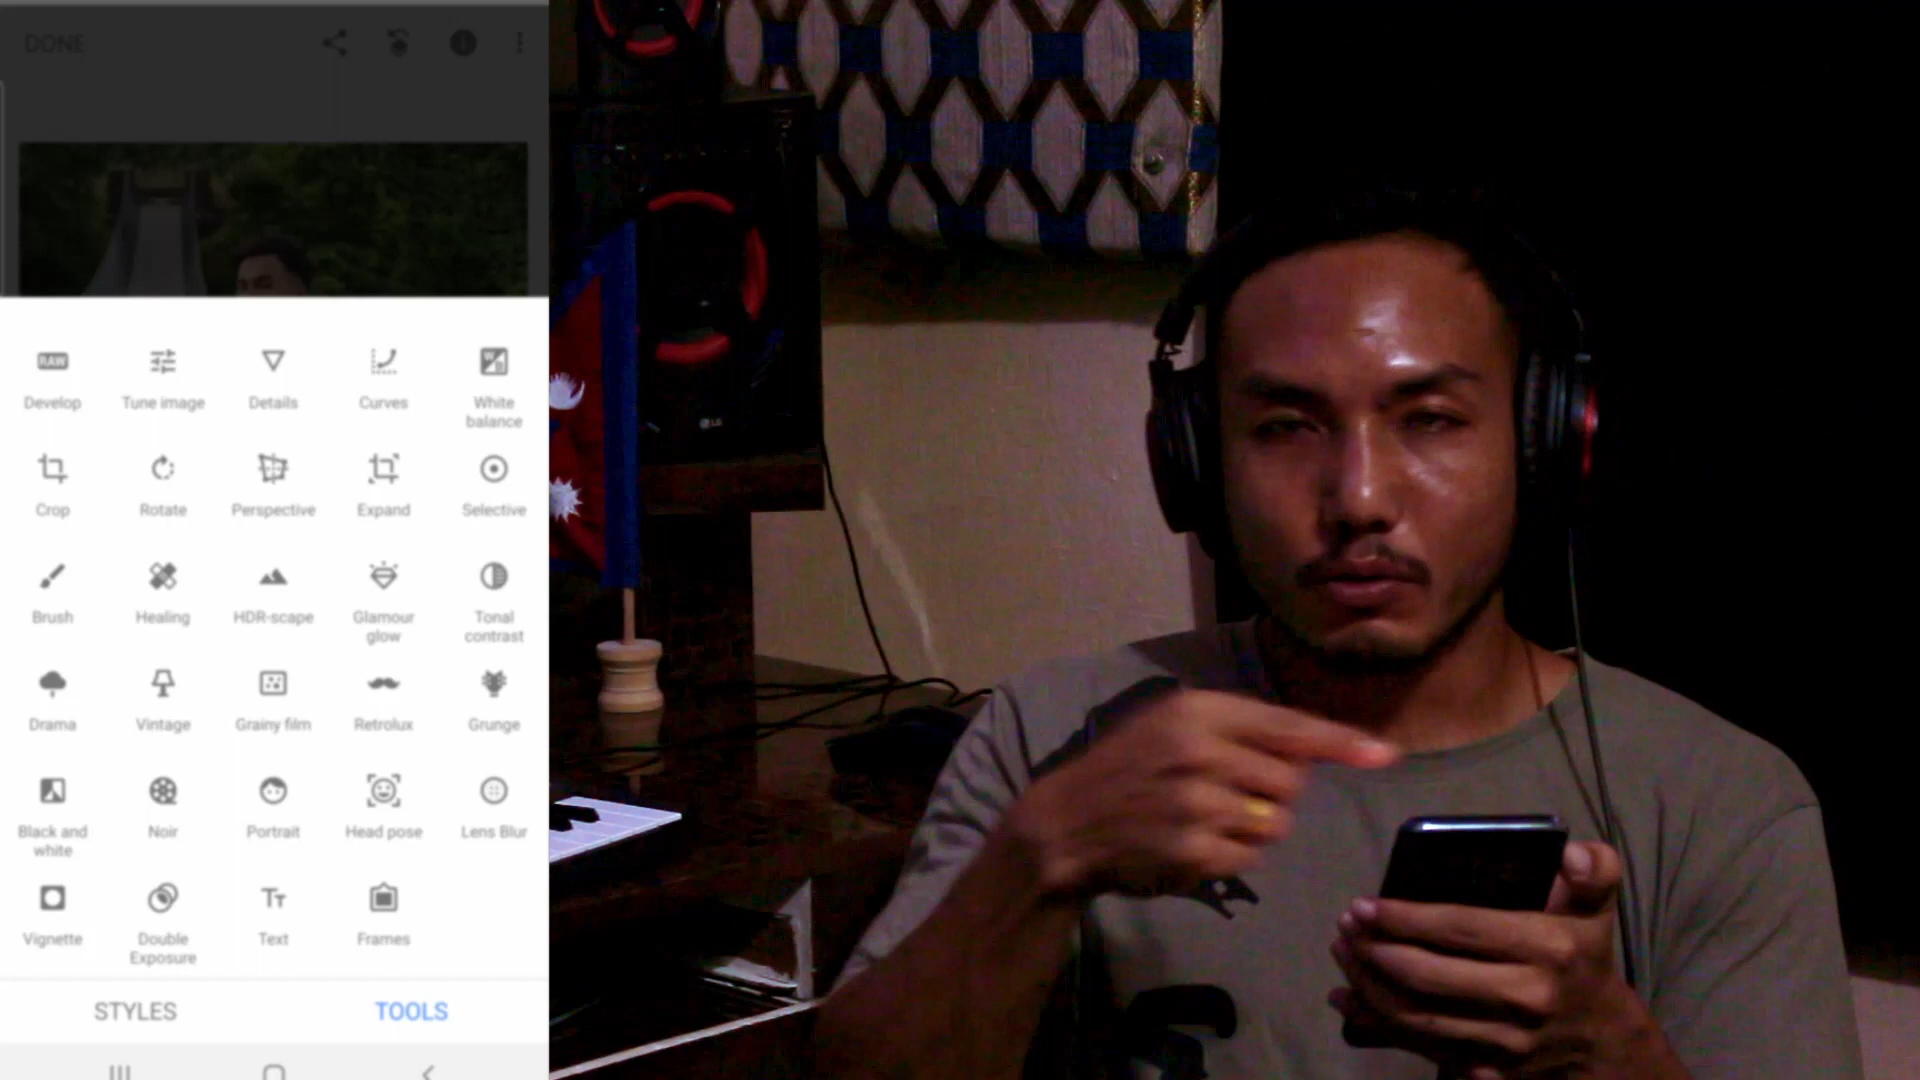 DONE
RAW
Develop
Tune image
Details
Curves
White
balance
Crop
Rotate
Perspective
Expand
Selective
Brush
Healing
HDR-scape
Glamour
glow
Tonal
contrast
Drama
Vintage
Grainy film
Retrolux
Grunge
Black and
white
Noir
Portrait
Head pose
Lens Blur
Vignette
Double
Exposure
Tт
Text
Frames
STYLES
TOOLS
LG